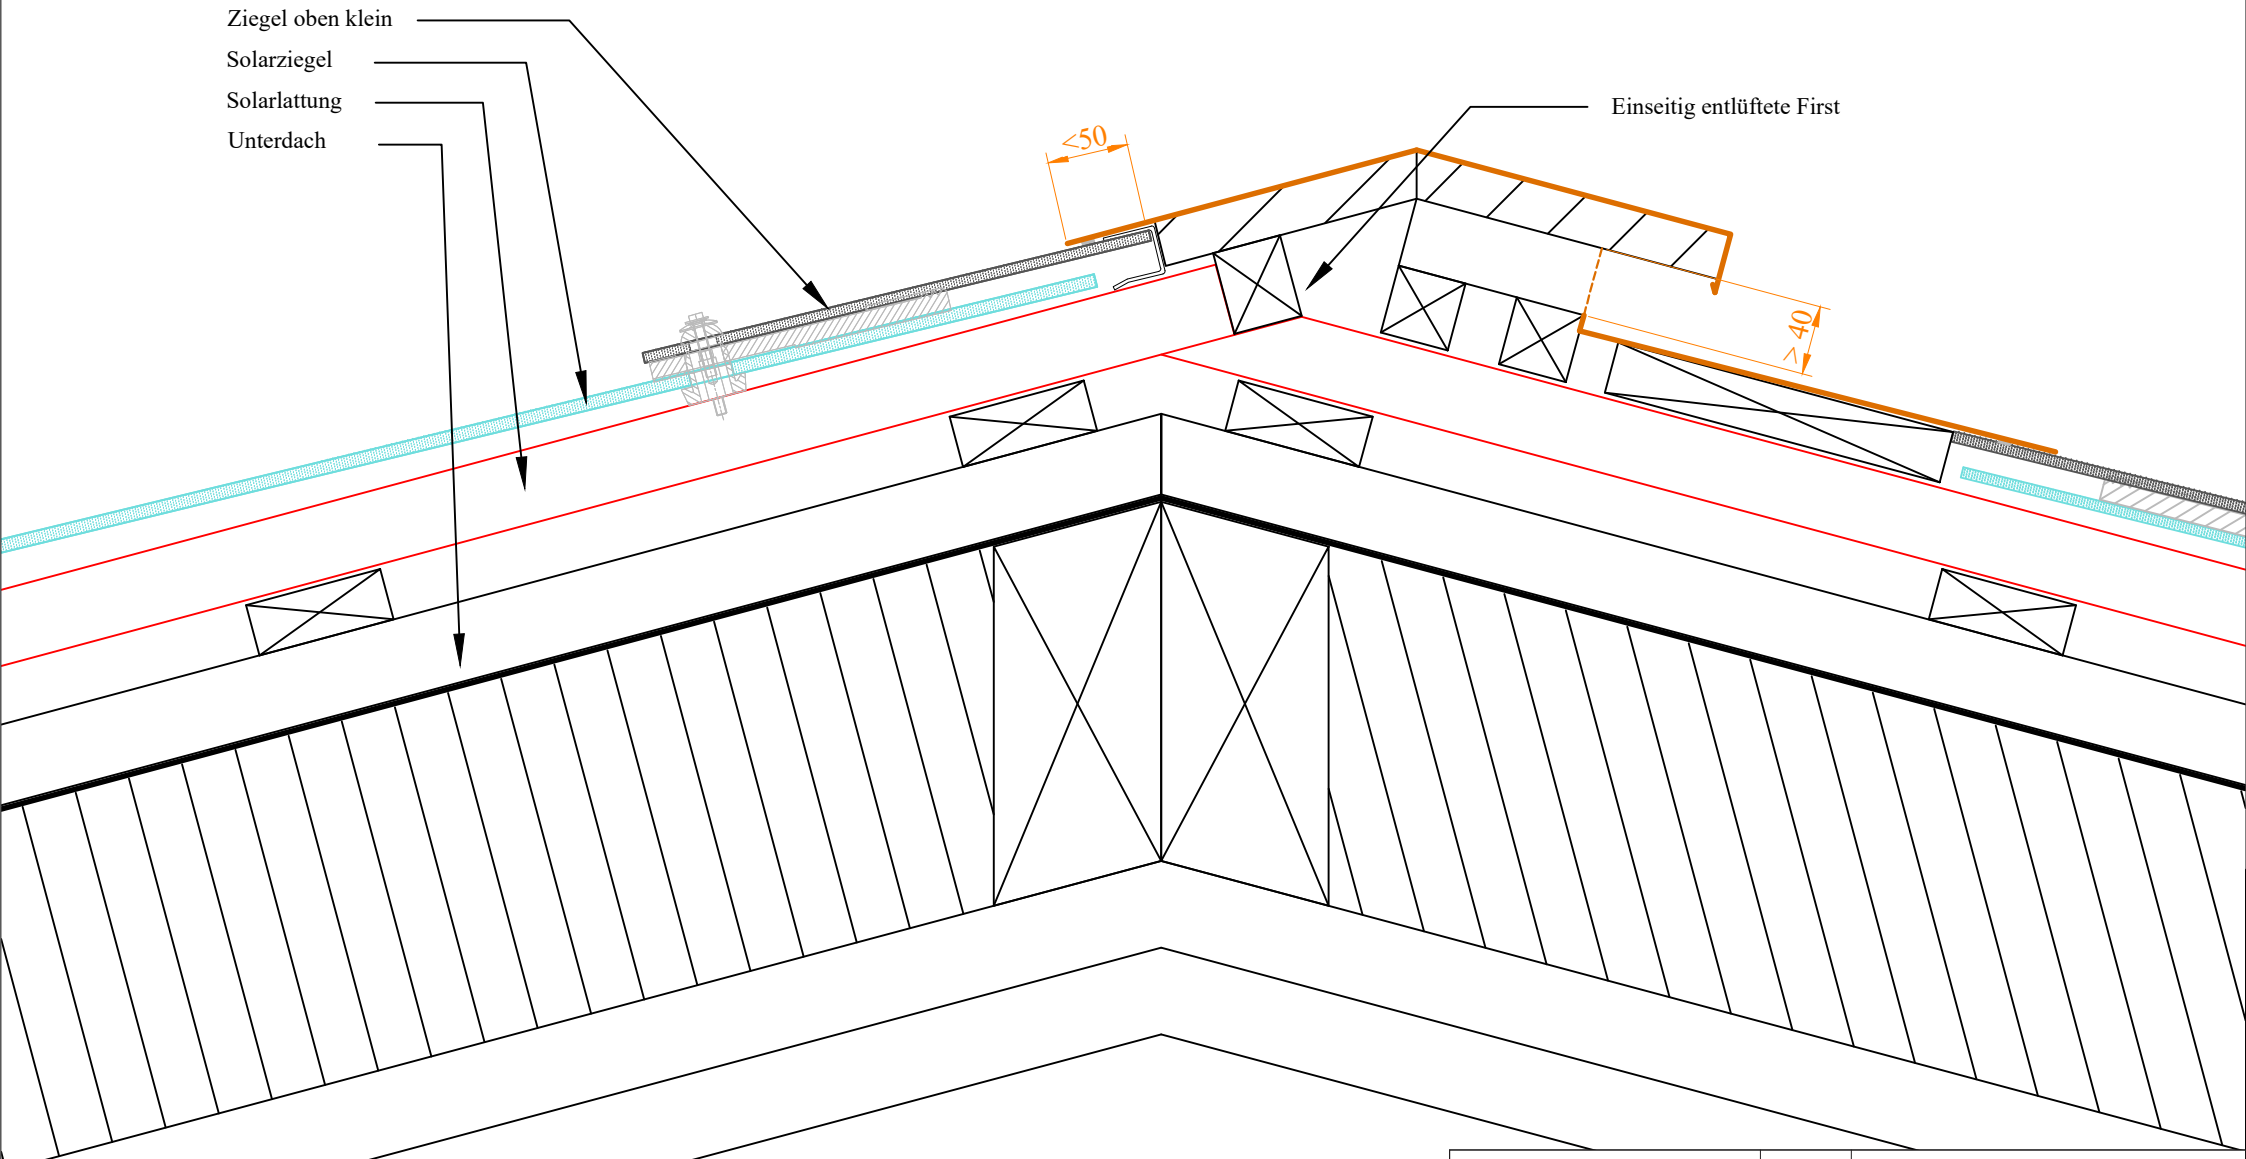 Ziegel oben klein
Solarziegel
Solarlattung
Unterdach
Einseitig entlüftete First
<50
> 40